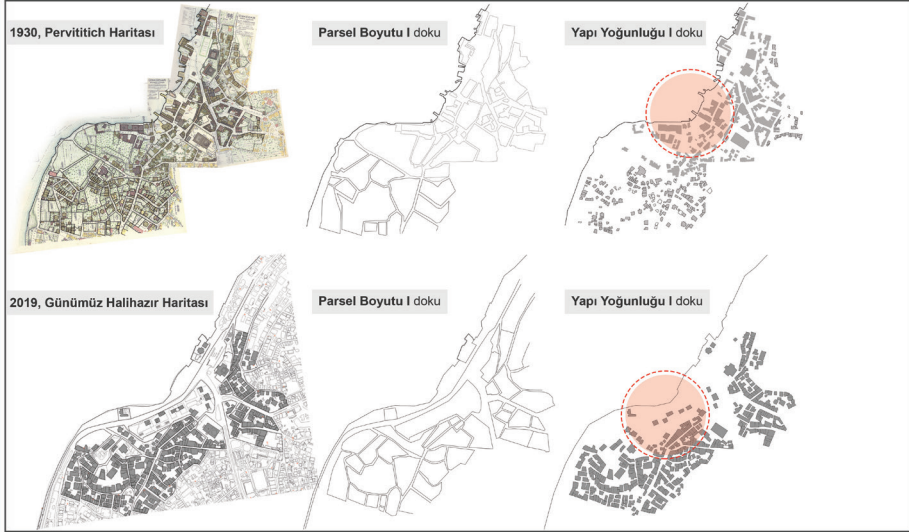 1930, Pervititich Haritası
Parsel Boyutu I doku
Yapı Yoğunluğu I doku
2019, Günümüz Halihazır Haritası
Parsel Boyutu I doku
Yapı Yoğunluğu I doku